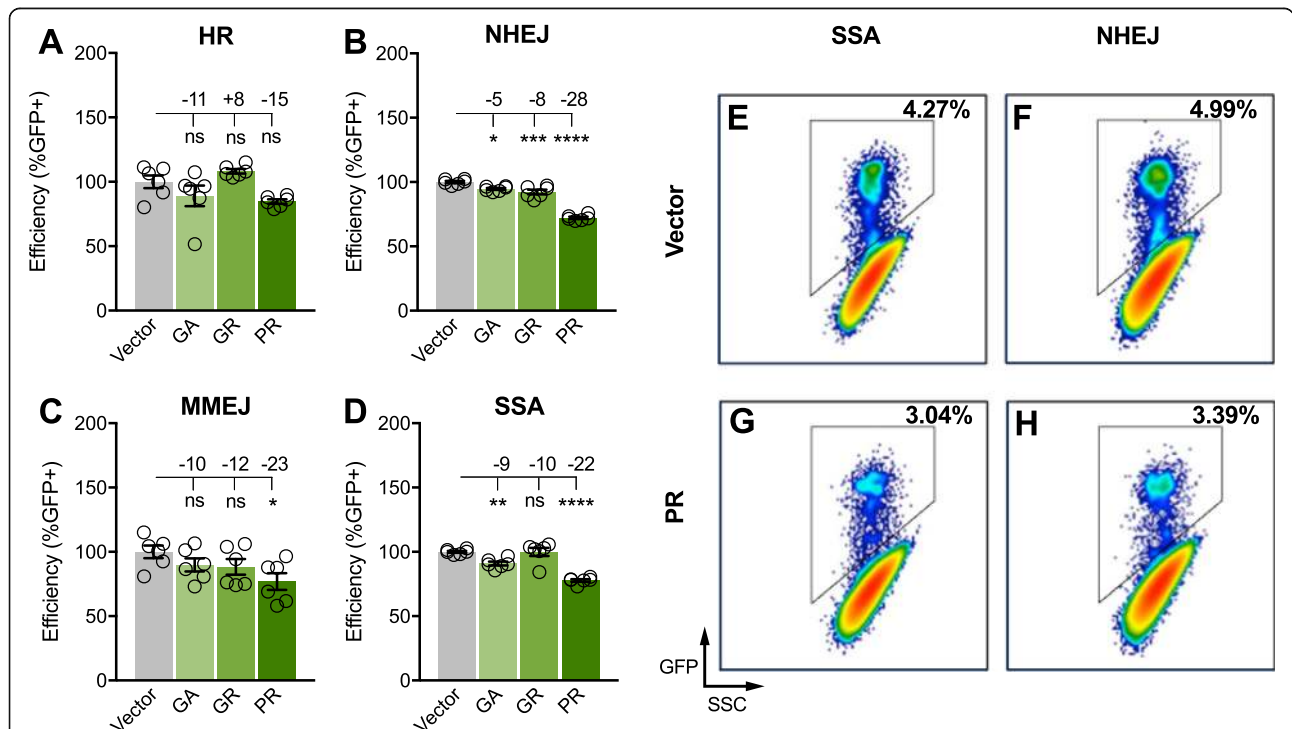 A
HR
200
150
100
50
0
Efficiency (%GFP+)
-11 +8 -15
ns ns ns
Vector GA GR PR
B
NHEJ
200
150
100
50
0
Efficiency (%GFP+)
-5 -8 -28
* *** ****
Vector GA GR PR
C
MMEJ
200
150
100
50
0
Efficiency (%GFP+)
-10 -12 -23
ns ns *
Vector GA GR PR
D
SSA
200
150
100
50
0
Efficiency (%GFP+)
-9 -10 -22
** ns ****
Vector GA GR PR
SSA NHEJ
Vector
E 4.27%
F 4.99%
PR
G 3.04%
H 3.39%
GFP
SSC